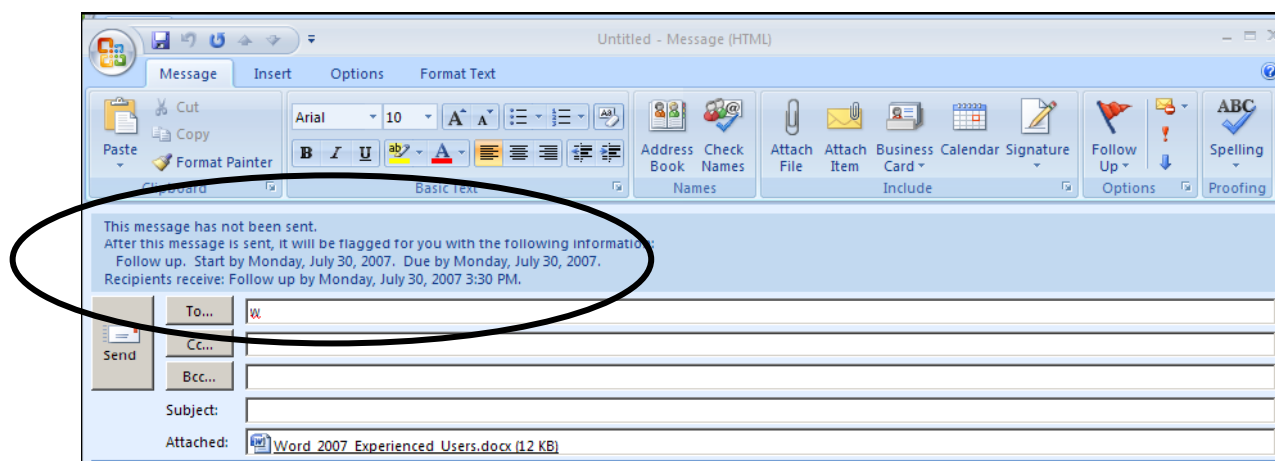 Untitled - Message (HTML)
Message Insert Options Format Text
Paste
Cut
Copy
Format Painter
Clipboard
Arial 10
B I U
Basic Text
Address Book
Check Names
Names
Attach File
Attach Item
Business Card
Calendar
Signature
Include
Follow Up
Options
ABC
Spelling
Proofing
This message has not been sent.
After this message is sent, it will be flagged for you with the following information:
Follow up. Start by Monday, July 30, 2007. Due by Monday, July 30, 2007.
Recipients receive: Follow up by Monday, July 30, 2007 3:30 PM.
Send
To... w
Cc...
Bcc...
Subject:
Attached: Word_2007_Experienced_Users.docx (12 KB)